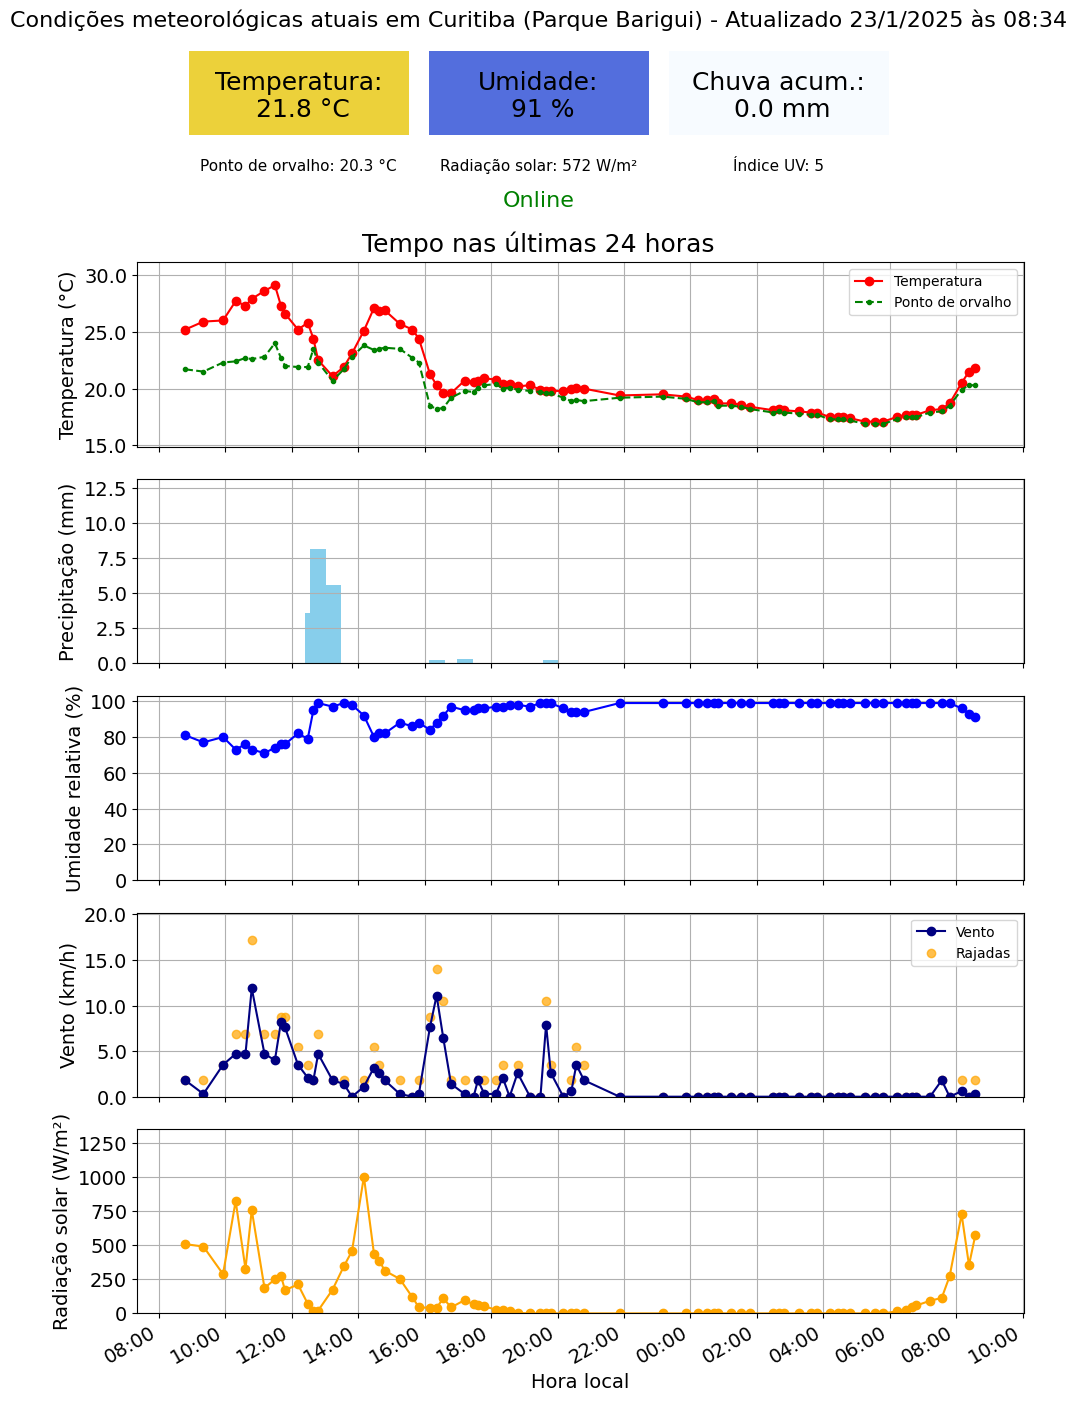 Condições meteorológicas atuais em Curitiba (Parque Barigui) - Atualizado 23/1/2025 às 08:34
Temperatura:
21.8 °C
Umidade:
91 %
Chuva acum.:
0.0 mm
Ponto de orvalho: 20.3 °C
Radiação solar: 572 W/m²
Índice UV: 5
Online
Tempo nas últimas 24 horas
Temperatura (°C)
30.0
25.0
20.0
15.0
Temperatura
Ponto de orvalho
Precipitação (mm)
12.5
10.0
7.5
5.0
2.5
0.0
Umidade relativa (%)
100
80
60
40
20
0
Vento (km/h)
20.0
15.0
10.0
5.0
0.0
Vento
Rajadas
Radiação solar (W/m²)
1250
1000
750
500
250
0
08:00
10:00
12:00
14:00
16:00
18:00
20:00
22:00
00:00
02:00
04:00
06:00
08:00
10:00
Hora local